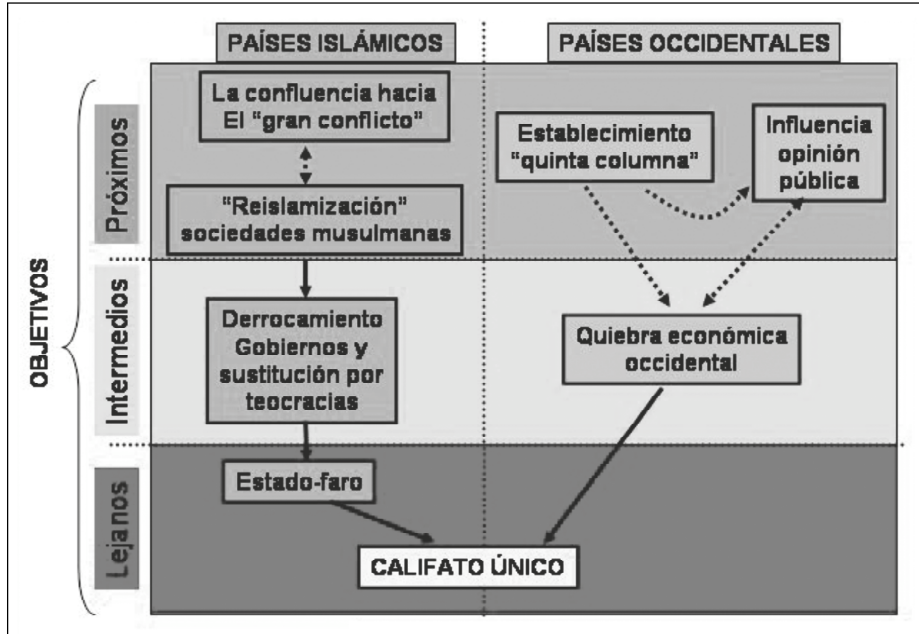 PAÍSES ISLÁMICOS
PAÍSES OCCIDENTALES
OBJETIVOS
Próximos
La confluencia hacia
El “gran conflicto”
“Reislamización”
sociedades musulmanas
Establecimiento
“quinta columna”
Influencia
opinión
pública
Intermedios
Derrocamiento
Gobiernos y
sustitución por
teocracias
Quiebra económica
occidental
Lejanos
Estado-faro
CALIFATO ÚNICO